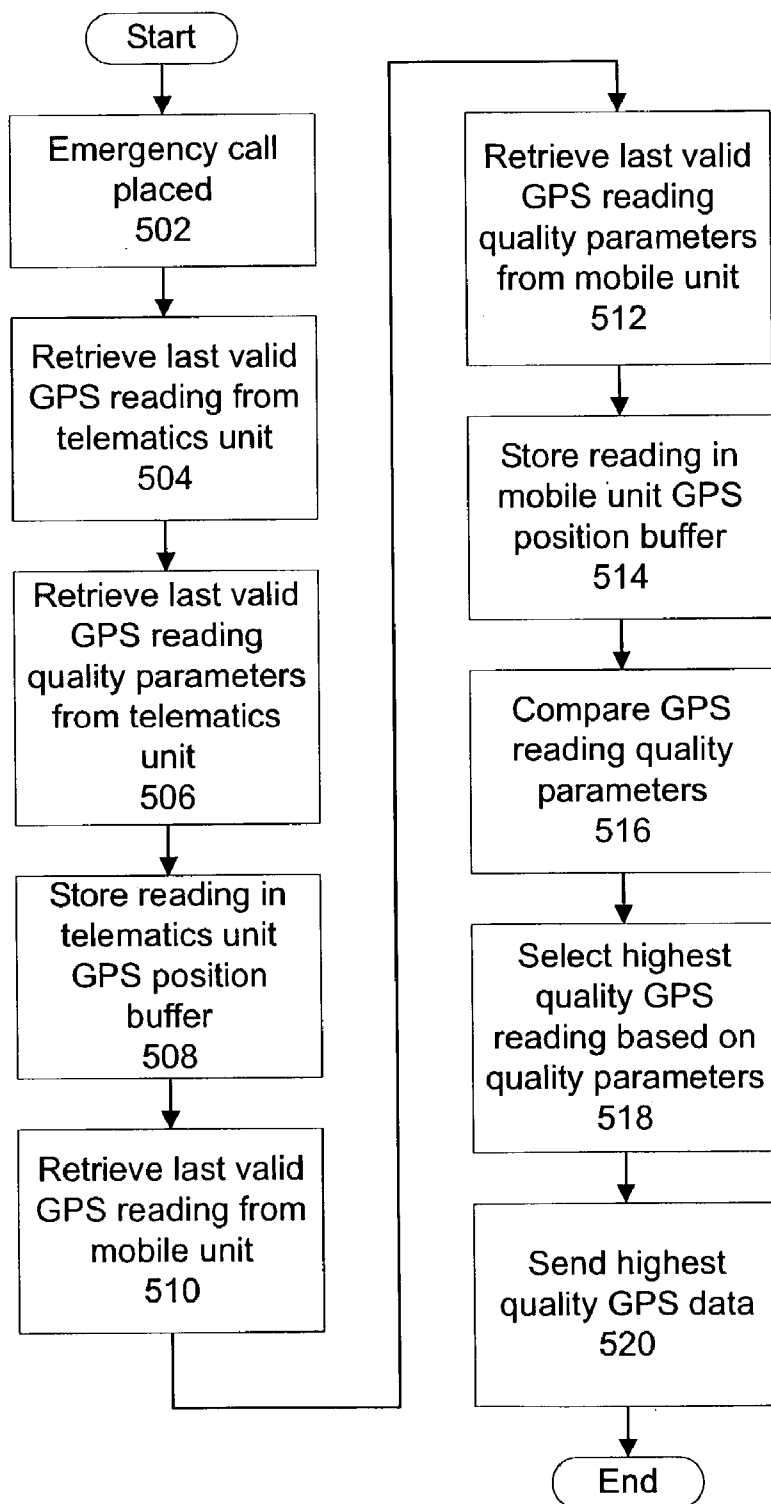 Start
Emergency call
placed
502
Retrieve last valid
GPS reading from
telematics unit
504
Retrieve last valid
GPS reading
quality parameters
from telematics
unit
506
Store reading in
telematics unit
GPS position
buffer
508
Retrieve last valid
GPS reading from
mobile unit
510
Retrieve last valid
GPS reading
quality parameters
from mobile unit
512
Store reading in
mobile unit GPS
position buffer
514
Compare GPS
reading quality
parameters
516
Select highest
quality GPS
reading based on
quality parameters
518
Send highest
quality GPS data
520
End